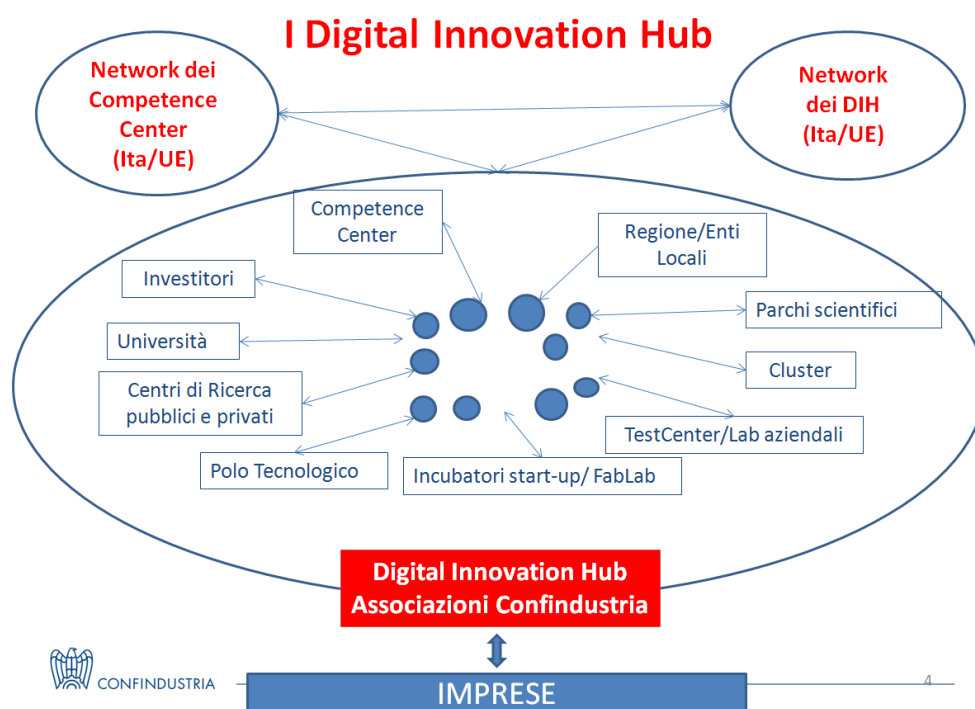 I Digital Innovation Hub
Network dei
Competence
Center
(Ita/UE)
Network
dei DIH
(Ita/UE)
Competence
Center
Regione/Enti
Locali
Investitori
Parchi scientifici
Università
Cluster
Centri di Ricerca
pubblici e privati
TestCenter/Lab aziendali
Polo Tecnologico
Incubatori start-up/ FabLab
Digital Innovation Hub
Associazioni Confindustria
CONFINDUSTRIA
4
IMPRESE